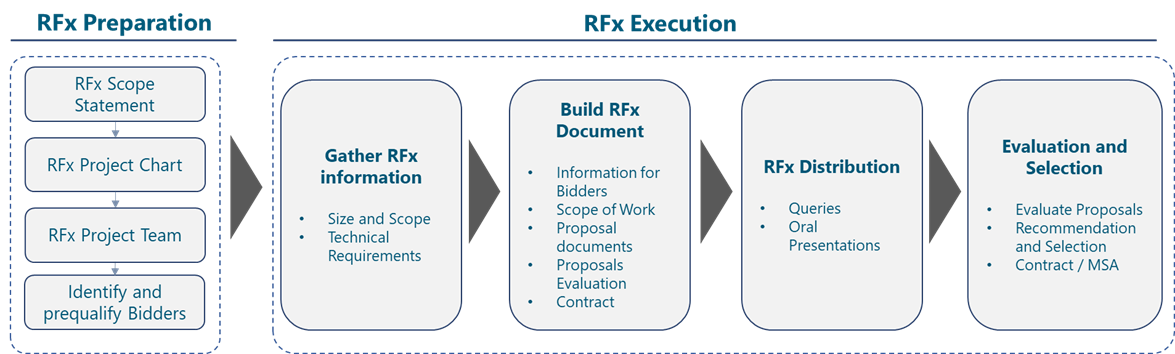 RFx Preparation
RFx Scope
Statement
RFx Project Chart
RFx Project Team
Identify and
prequalify Bidders
RFx Execution
Gather RFx
information
• Size and Scope
• Technical
Requirements
Build RFx
Document
• Information for
Bidders
• Scope of Work
• Proposal
documents
• Proposals
Evaluation
• Contract
RFx Distribution
• Queries
• Oral
Presentations
Evaluation and
Selection
• Evaluate Proposals
• Recommendation
and Selection
• Contract / MSA